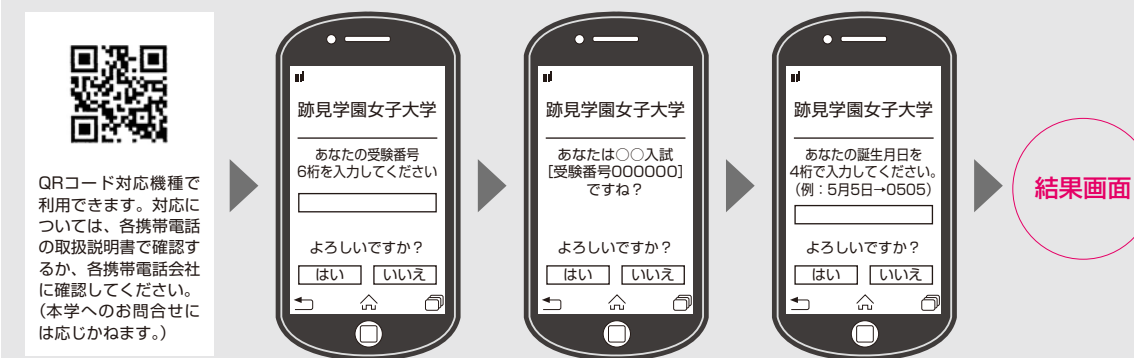 QRコード対応機種で
利用できます。対応に
ついては、各携帯電話
の取扱説明書で確認す
るか、各携帯電話会社
に確認してください。
(本学へのお問合せに
は応じかねます。)
跡見学園女子大学
あなたの受験番号
6桁を入力してください
よろしいですか？
はい いいえ
跡見学園女子大学
あなたは○○入試
[受験番号000000]
ですね？
よろしいですか？
はい いいえ
跡見学園女子大学
あなたの誕生月日を
4桁で入力してください。
(例：5月5日→0505)
よろしいですか？
はい いいえ
結果画面